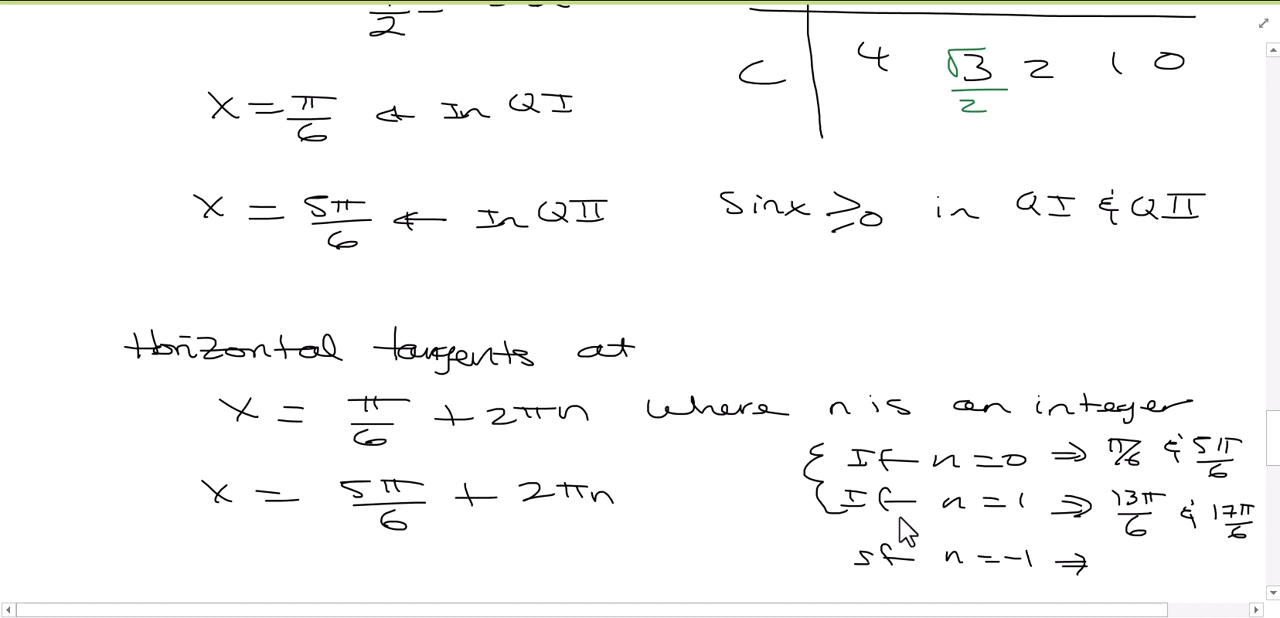 1/2 =
C | 4 √3/2 2 1 0
x = π/6 ← In QI
x = 5π/6 ← In QII
sinx ≥ 0 in QI & QII
Horizontal tangents at
x = π/6 + 2πn where n is an integer
x = 5π/6 + 2πn
{ If n = 0 ⇒ π/6 & 5π/6
If n = 1 ⇒ 13π/6 & 17π/6
If n = -1 ⇒